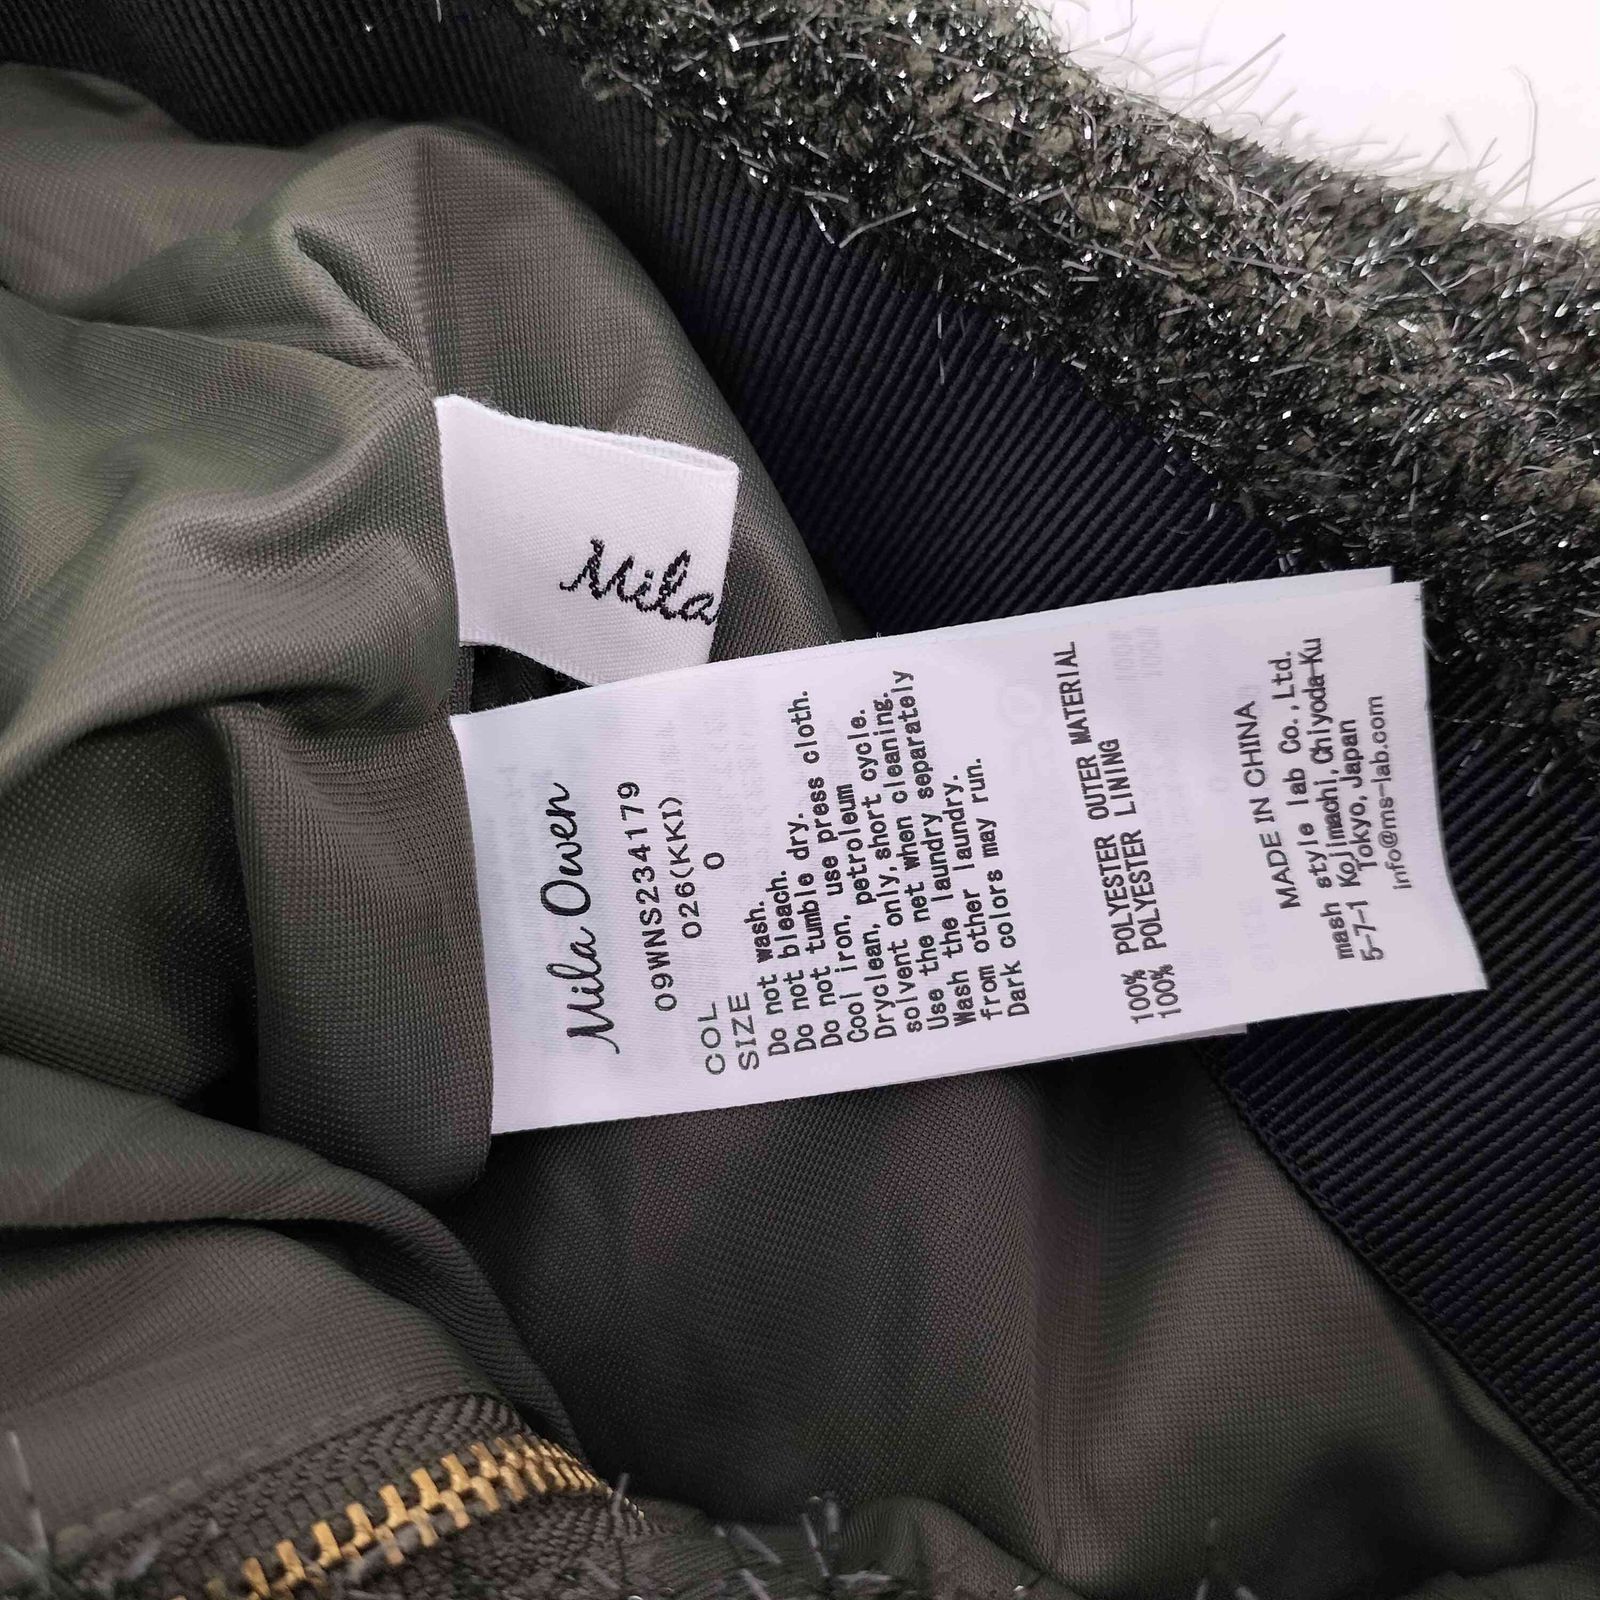 Mila
Mila Owen
09WNS234179
COL 026(KKI)
SIZE 0
Do not wash.
Do not bleach.
Do not tumble dry.
Do not iron, use press cloth.
Cool iron, petroleum
Dryclean, petroleum cycle.
solvent only, short cleaning.
Use the net when separately
Wash the laundry
from other laundry.
Dark colors may run.
100% POLYESTER OUTER MATERIAL
100% POLYESTER LINING
MADE IN CHINA
mash style lab Co.,Ltd.
5-7-1 Kojimachi, Chiyoda-Ku
Tokyo, Japan
info@ms-lab.com